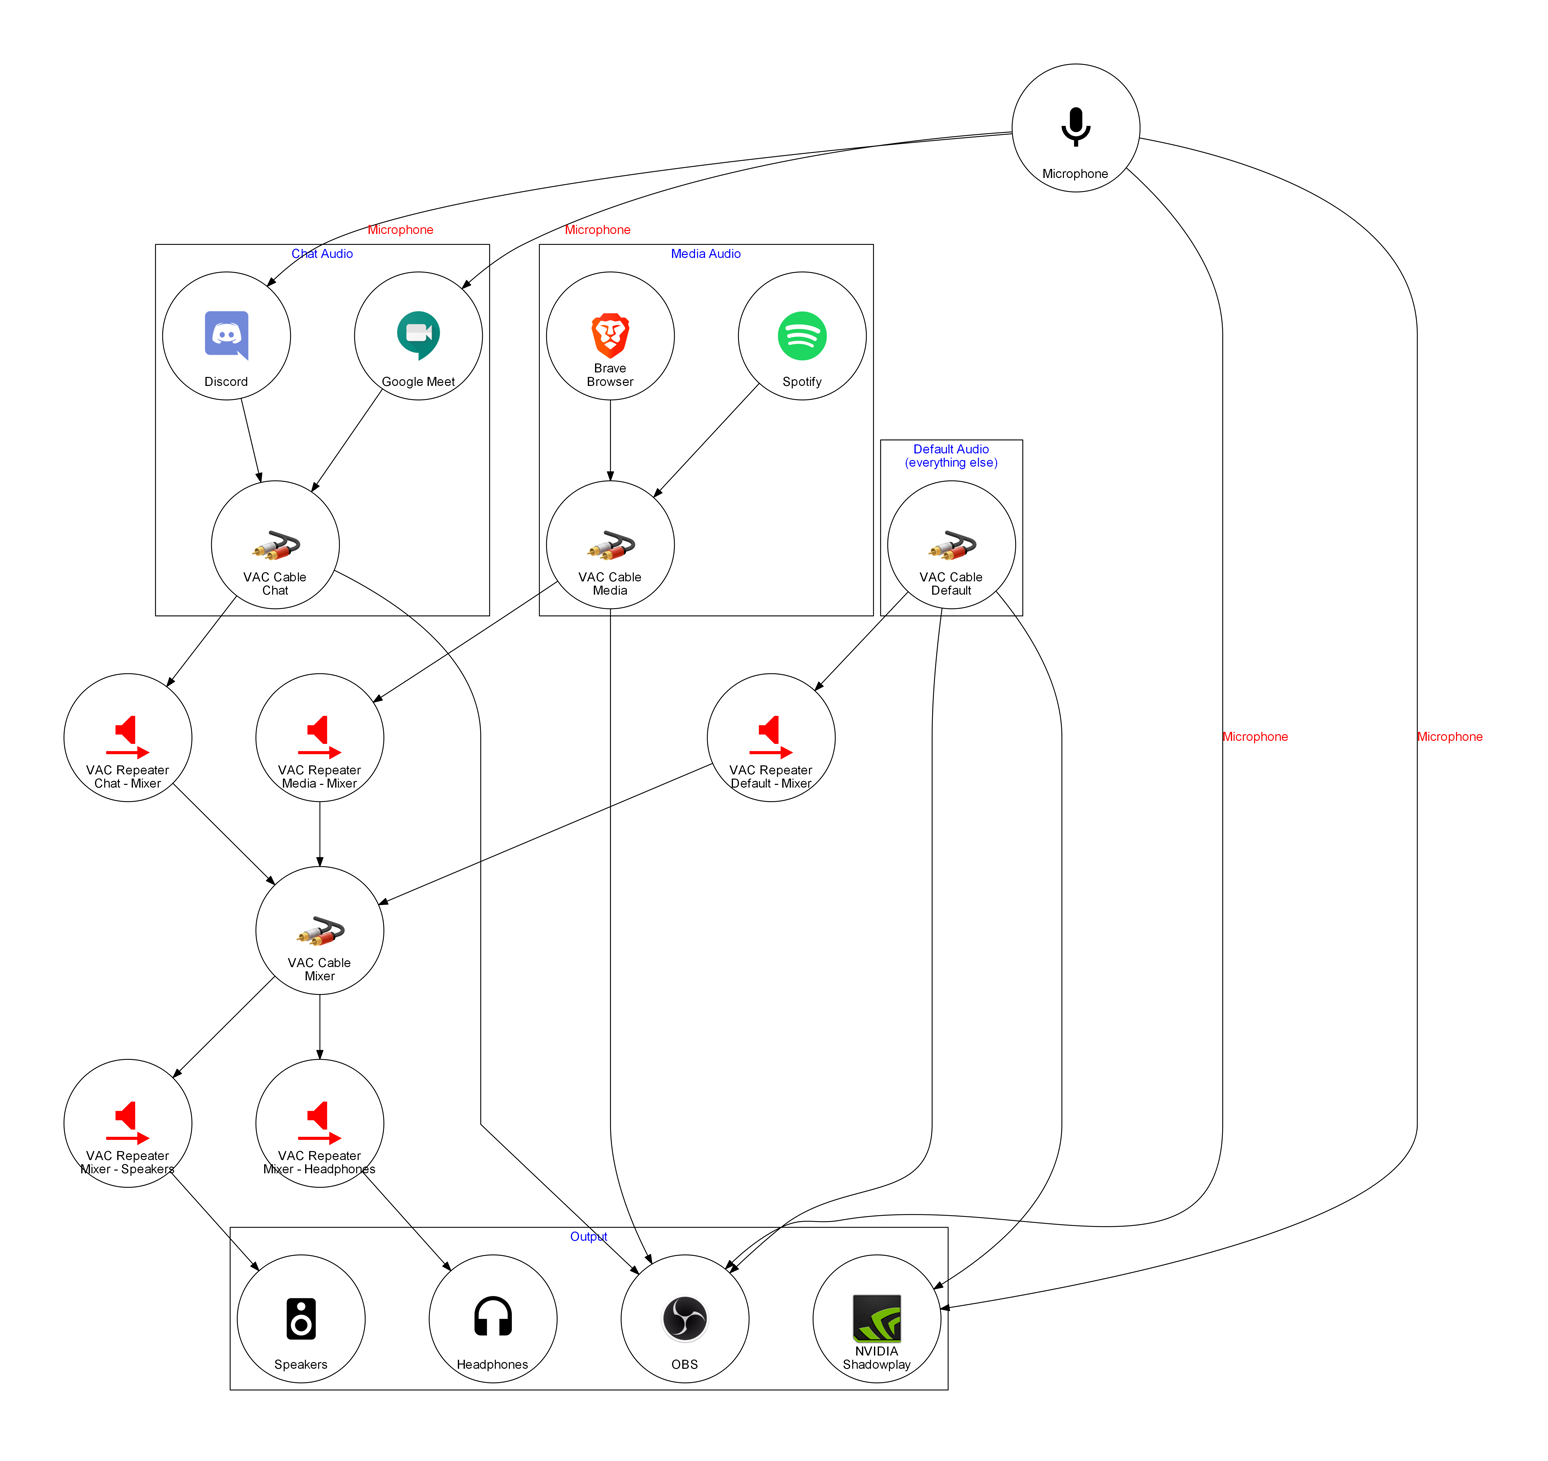 Microphone
Microphone
Microphone
Chat Audio
Media Audio
Discord
Google Meet
Brave
Browser
Spotify
Default Audio
(everything else)
VAC Cable
Chat
VAC Cable
Media
VAC Cable
Default
Microphone
Microphone
VAC Repeater
Chat - Mixer
VAC Repeater
Media - Mixer
VAC Repeater
Default - Mixer
VAC Cable
Mixer
VAC Repeater
Mixer - Speakers
VAC Repeater
Mixer - Headphones
Output
Speakers
Headphones
OBS
NVIDIA
Shadowplay